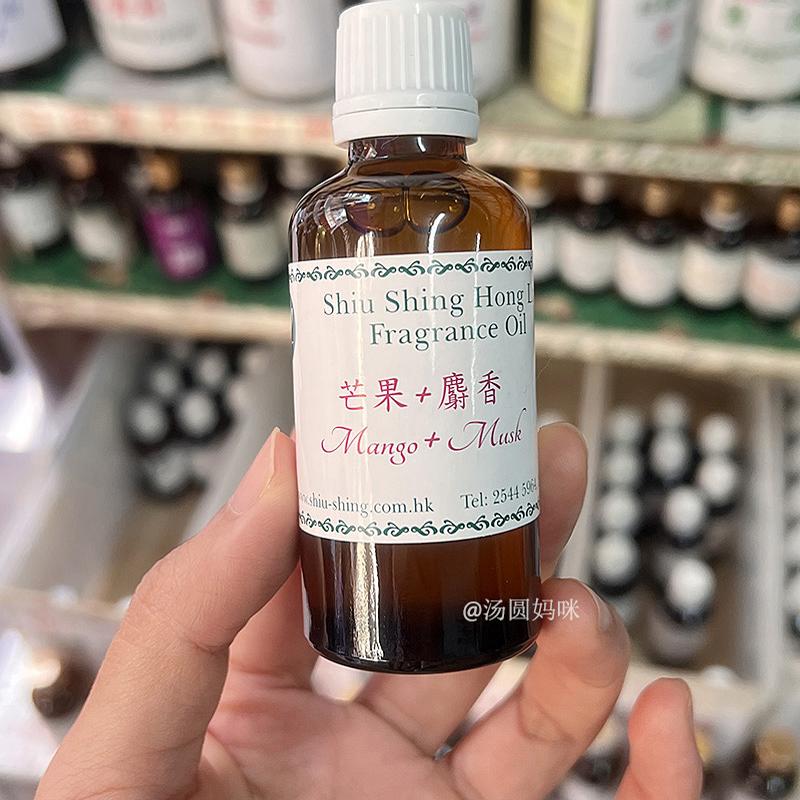 Shiu Shing Hong L
Fragrance Oil
芒果+麝香
Mango + Musk
shiu-shing.com.hk Tel: 2544 5964
@汤圆妈咪